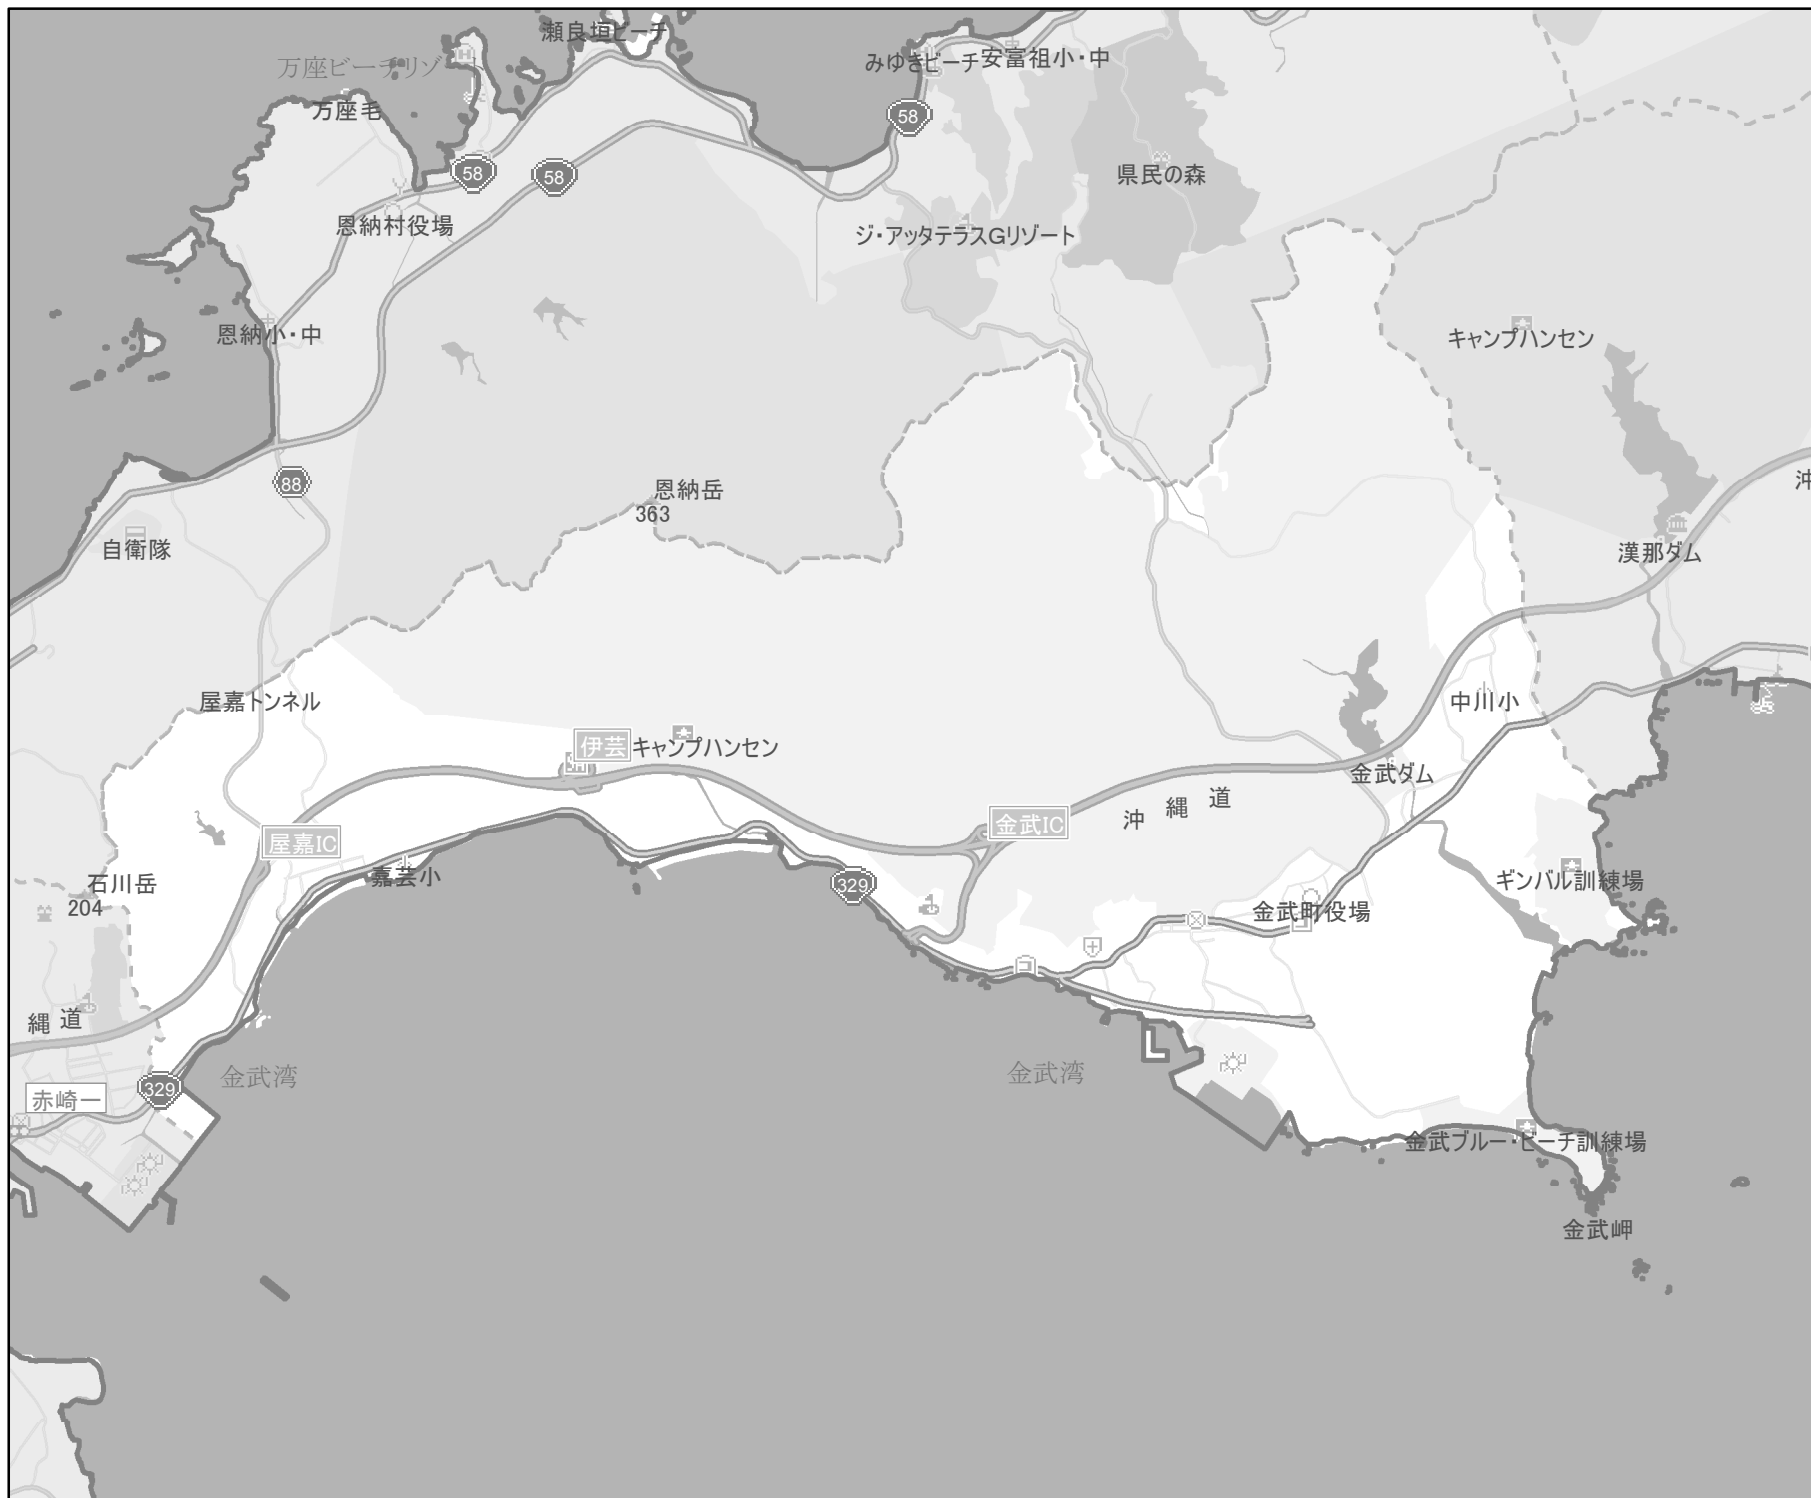 瀬良垣ビーチ
万座ビーチリゾート
みゆきビーチ
安富祖小・中
万座毛
58
58
58
県民の森
恩納村役場
ジ・アッタテラスGリゾート
恩納小・中
キャンプハンセン
88
恩納岳
363
沖
自衛隊
漢那ダム
屋嘉トンネル
中川小
伊芸
キャンプハンセン
金武ダム
沖縄道
金武IC
屋嘉IC
嘉芸小
石川岳
204
329
ギンバル訓練場
金武町役場
縄道
金武湾
金武湾
赤崎一
329
金武ブルー・ビーチ訓練場
金武岬